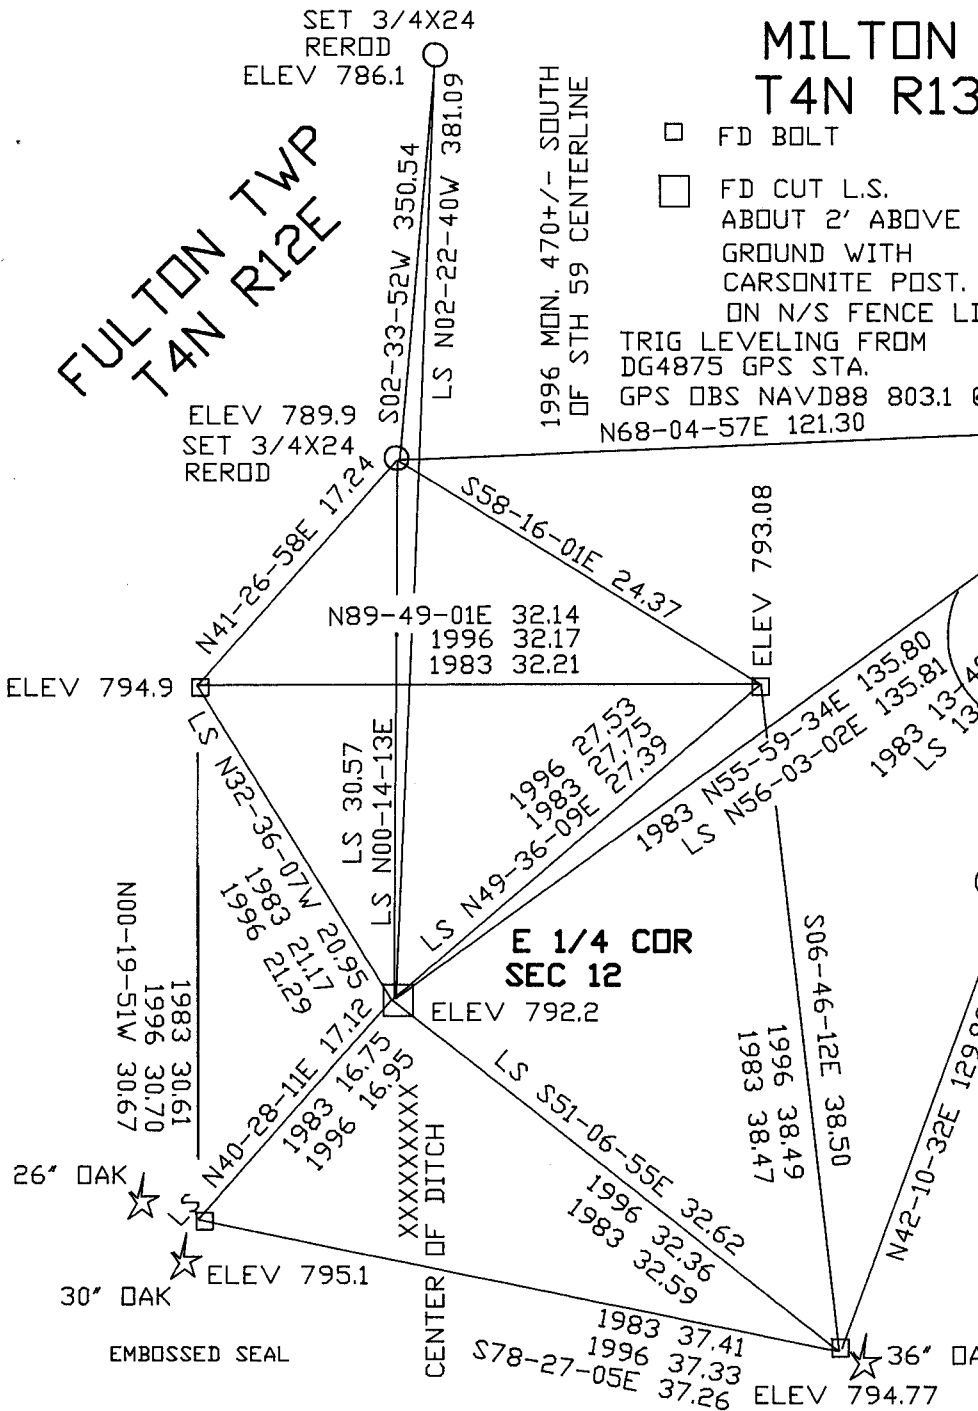 SET 3/4X24
REROD
ELEV 786.1
MILTON
T4N R13
FULTON TWP
T4N R12E
S02-33-52W 350.54
LS N02-22-40W 381.09
1996 MON. 470+/- SOUTH
OF STH 59 CENTERLINE
FD BOLT
FD CUT L.S.
ABOUT 2' ABOVE
GROUND WITH
CARSONITE POST.
ON N/S FENCE LI
TRIG LEVELING FROM
DG4875 GPS STA.
GPS OBS NAVD88 803.1
N68-04-57E 121.30
ELEV 789.9
SET 3/4X24
REROD
N41-26-58E 17.24
S58-16-01E 24.37
ELEV 793.08
N89-49-01E 32.14
1996 32.17
1983 32.21
ELEV 794.9
LS N32-36-07W 20.95
1983 21.17
1996 21.29
LS 30.57
LS N00-14-13E
1996 27.53
1983 27.75
LS N49-36-09E 27.39
1983 N55-59-34E 135.80
LS N56-03-02E 135.81
1983 13-4
LS 13
E 1/4 COR
SEC 12
ELEV 792.2
1983 30.61
1996 30.70
N00-19-51W 30.67
LS N40-28-11E 17.12
1983 16.75
1996 16.95
XXXXXXXXXX
CENTER OF DITCH
LS S51-06-55E 32.62
1996 32.36
1983 32.59
S06-46-12E 38.50
1996 38.49
1983 38.47
N42-10-32E 129.8
26" OAK
30" OAK
ELEV 795.1
EMBOSSED SEAL
1983 37.41
1996 37.33
S78-27-05E 37.26
36" OA
ELEV 794.77